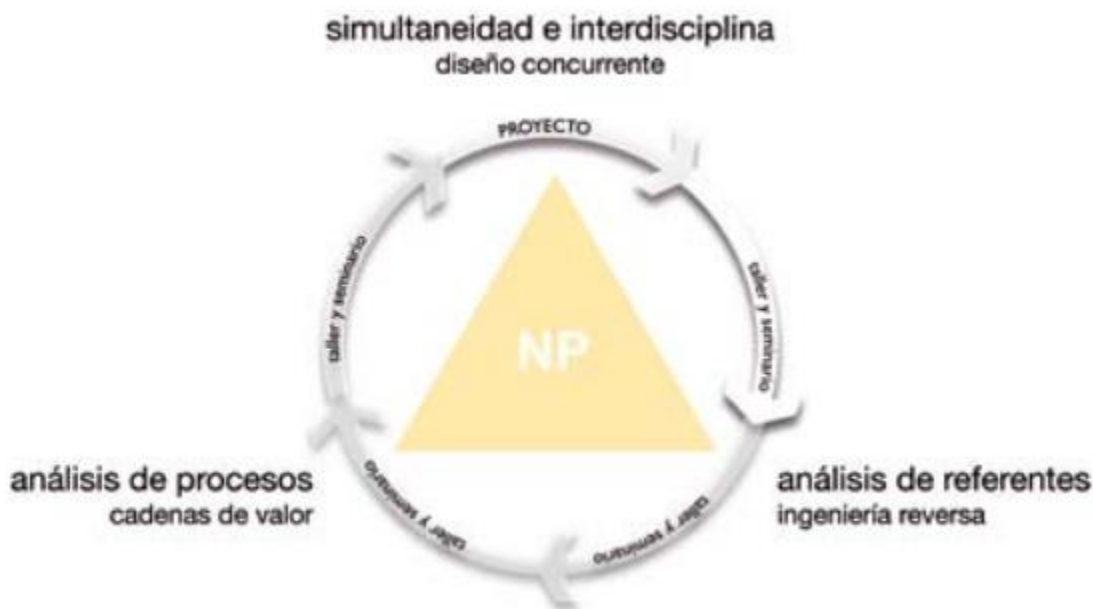 simultaneidad e interdisciplina
diseño concurrente
PROYECTO
taller y seminario
taller y seminario
NP
análisis de procesos
cadenas de valor
análisis de referentes
ingeniería reversa
taller y seminario
taller y seminario